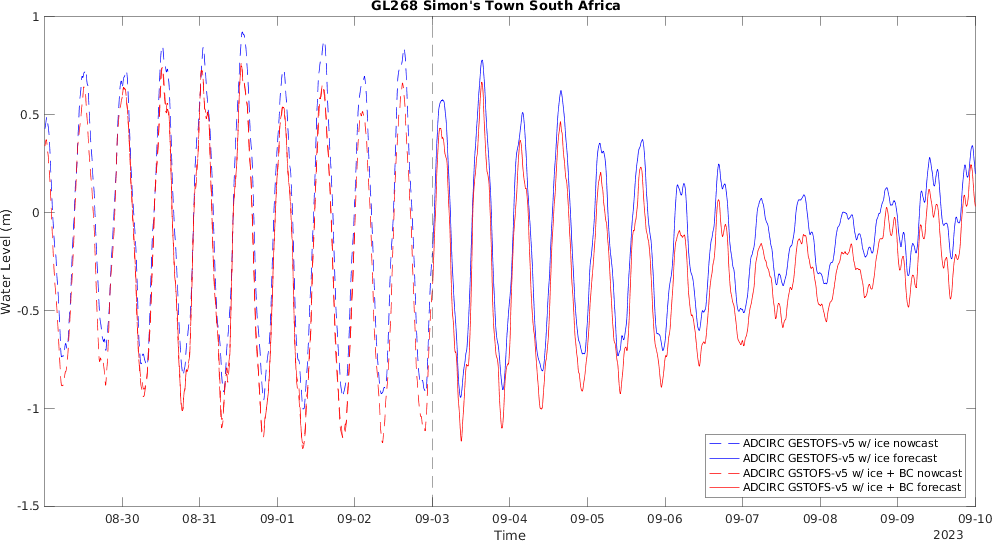 GL268 Simon's Town South Africa
1
0.5
0
-0.5
-1
-1.5
Water Level (m)
ADCIRC GESTOFS-v5 w/ ice nowcast
ADCIRC GESTOFS-v5 w/ ice forecast
ADCIRC GSTOFS-v5 w/ ice + BC nowcast
ADCIRC GSTOFS-v5 w/ ice + BC forecast
08-30 08-31 09-01 09-02 09-03 09-04 09-05 09-06 09-07 09-08 09-09 09-10
Time
2023